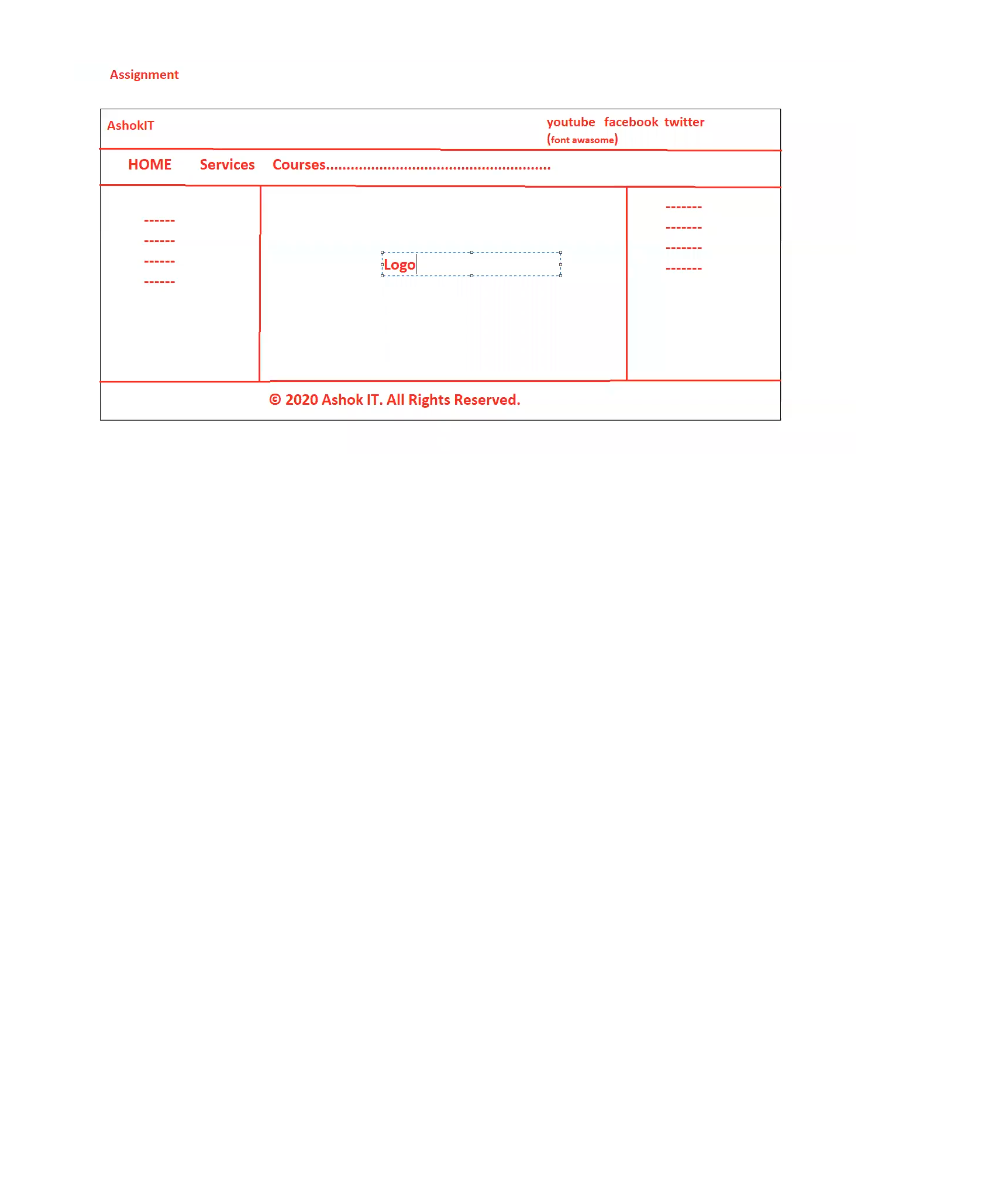 Assignment
AshokIT
youtube facebook twitter
(font awasome)
HOME Services Courses.......................................................
------
------
------
------
Logo
-------
-------
-------
-------
© 2020 Ashok IT. All Rights Reserved.